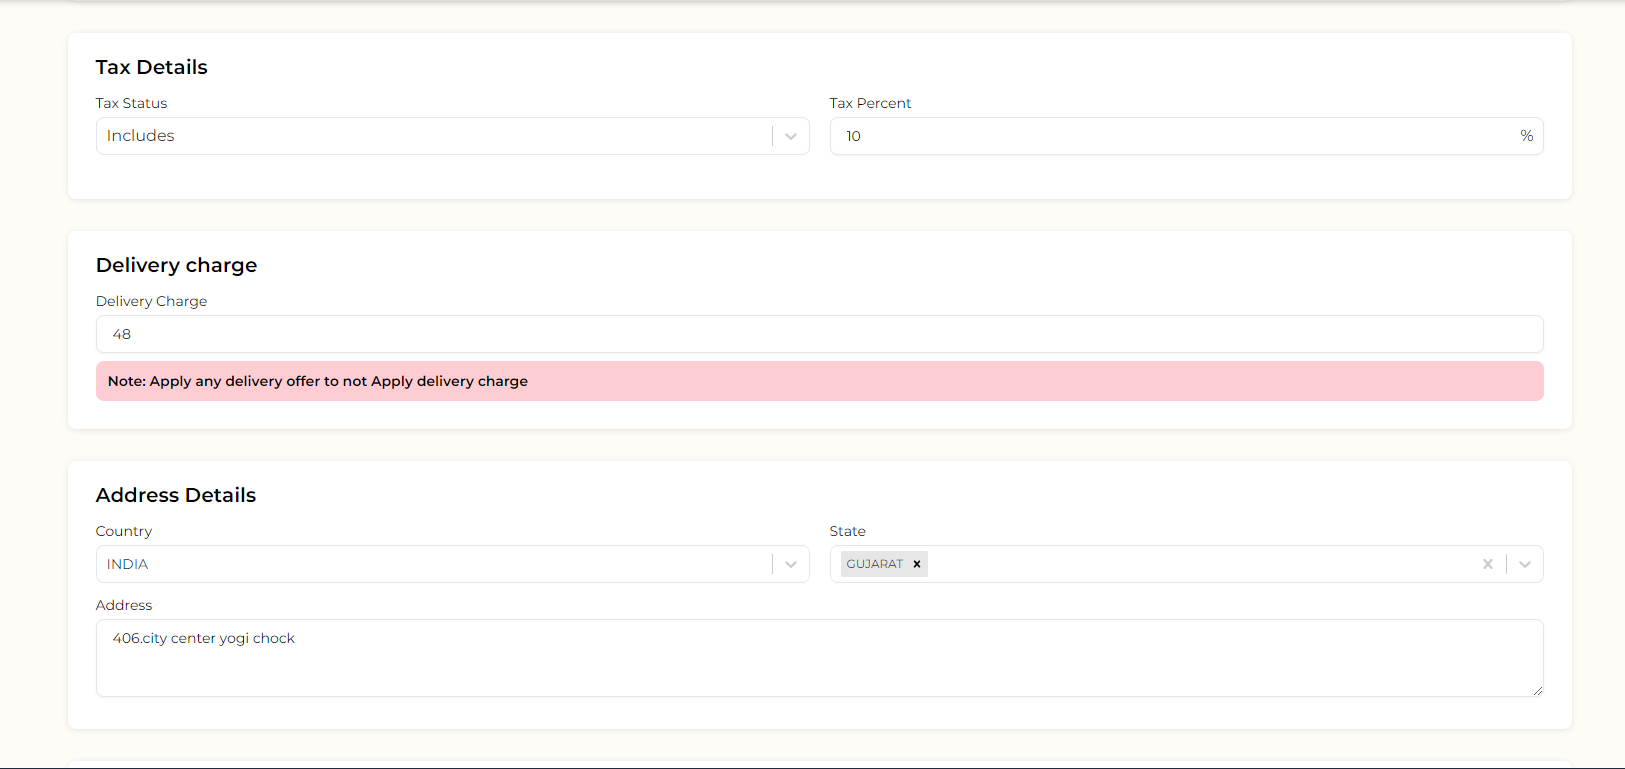 Tax Details
Tax Status
Tax Percent
Includes
10
%
Delivery charge
Delivery Charge
48
Note: Apply any delivery offer to not Apply delivery charge
Address Details
Country
State
INDIA
GUJARAT
Address
406.city center yogi chock